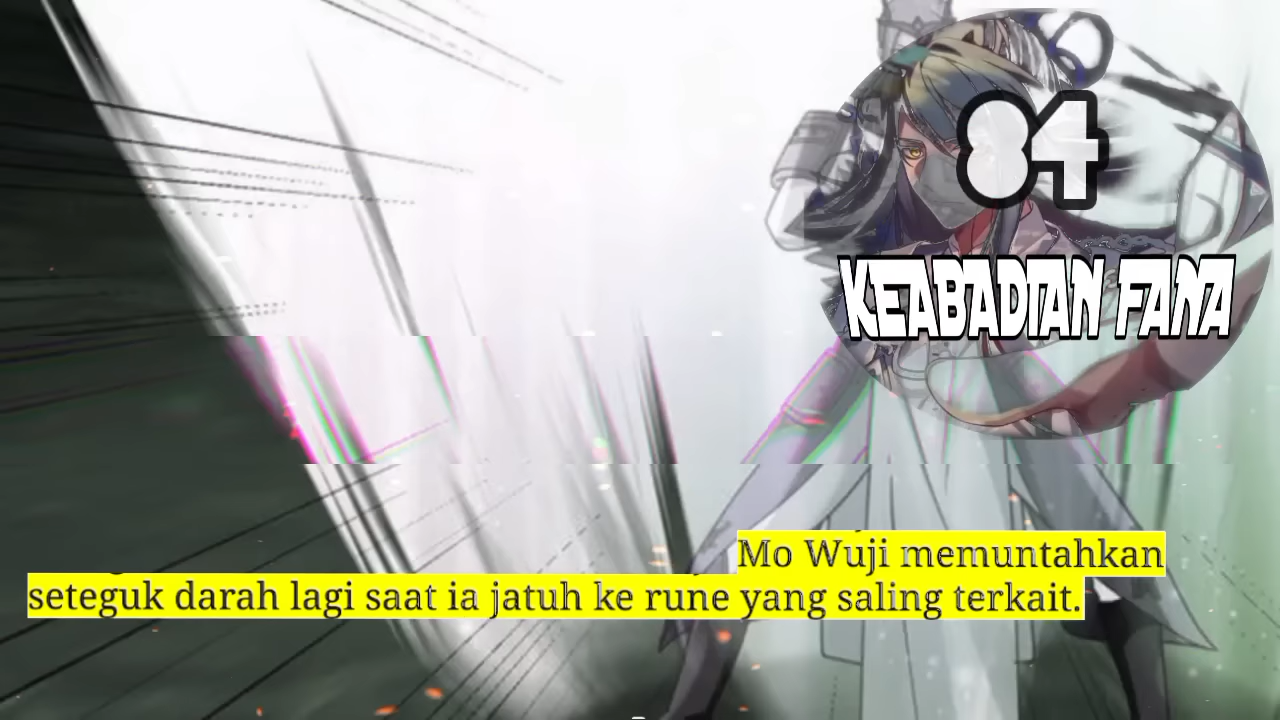 84
KEABADIAN FANA
Mo Wuji memuntahkan
seteguk darah lagi saat ia jatuh ke rune yang saling terkait.